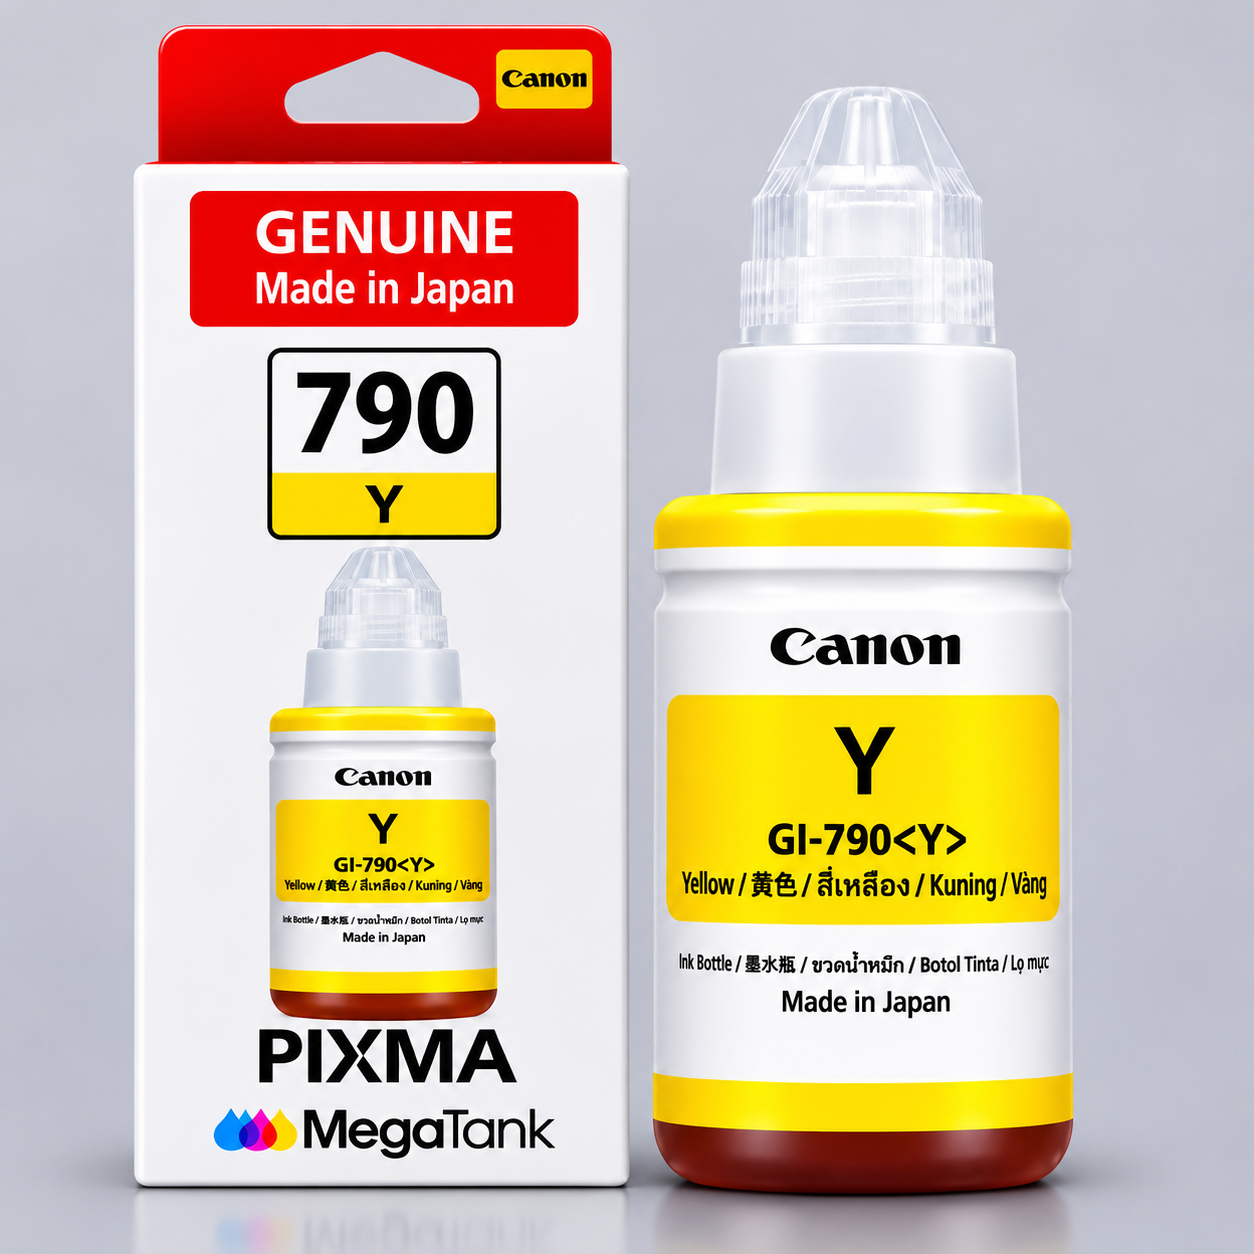 Canon
GENUINE
Made in Japan
790
Y
Canon
Y
GI-790<Y>
Yellow / 黄色 / สีเหลือง / Kuning / Vàng
Ink Bottle / 墨水瓶 / ขวดน้ำหมึก / Botol Tinta / Lọ mực
Made in Japan
PIXMA
MegaTank
Canon
Y
GI-790<Y>
Yellow / 黄色 / สี่เหลือง / Kuning / Vàng
Ink Bottle / 墨水瓶 / ขวดน้ำหมึก / Botol Tinta / Lọ mực
Made in Japan